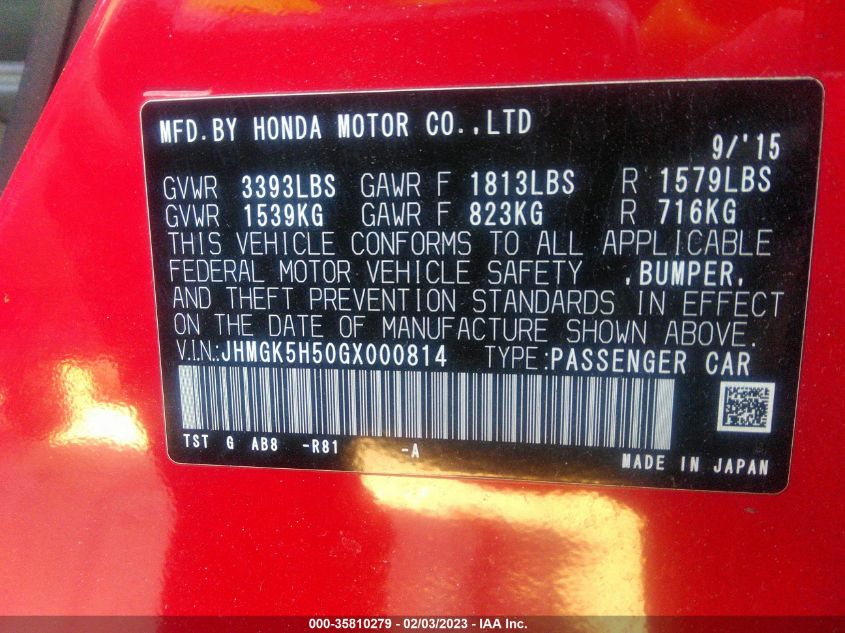 MFD.BY HONDA MOTOR CO.,LTD
9/'15
GVWR 3393LBS GAWR F 1813LBS R 1579LBS
GVWR 1539KG GAWR F 823KG R 716KG
THIS VEHICLE CONFORMS TO ALL APPLICABLE
FEDERAL MOTOR VEHICLE SAFETY ,BUMPER,
AND THEFT PREVENTION STANDARDS IN EFFECT
ON THE DATE OF MANUFACTURE SHOWN ABOVE.
V.IN.:JHMGK5H50GX000814 TYPE:PASSENGER CAR
TST G AB8 -R81 -A
MADE IN JAPAN
000-35810279 - 02/03/2023 - IAA Inc.